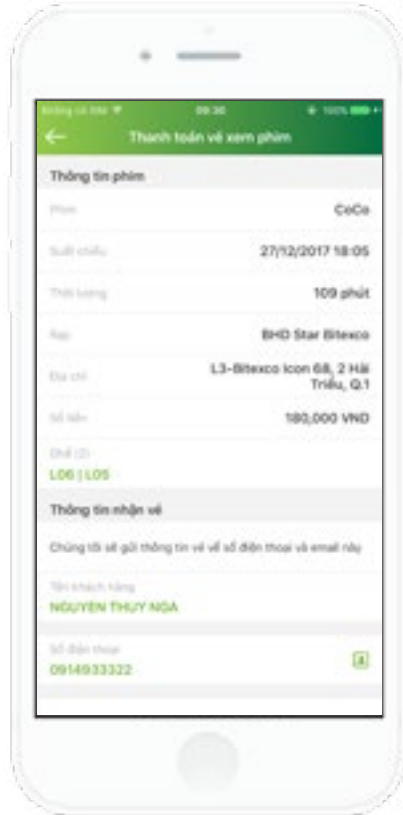 Không có SIM 09:30 100%
Thanh toán vé xem phim
Thông tin phim
Phim CoCo
Suất chiếu 27/12/2017 18:05
Thời lượng 109 phút
Rạp BHD Star Bitexco
Địa chỉ L3-Bitexco Icon 68, 2 Hải
Triều, Q.1
Số tiền 180,000 VND
Ghế (2)
L06 | L05
Thông tin nhận vé
Chúng tôi sẽ gửi thông tin vé về số điện thoại và email này
Tên khách hàng
NGUYEN THUY NGA
Số điện thoại
0914933322